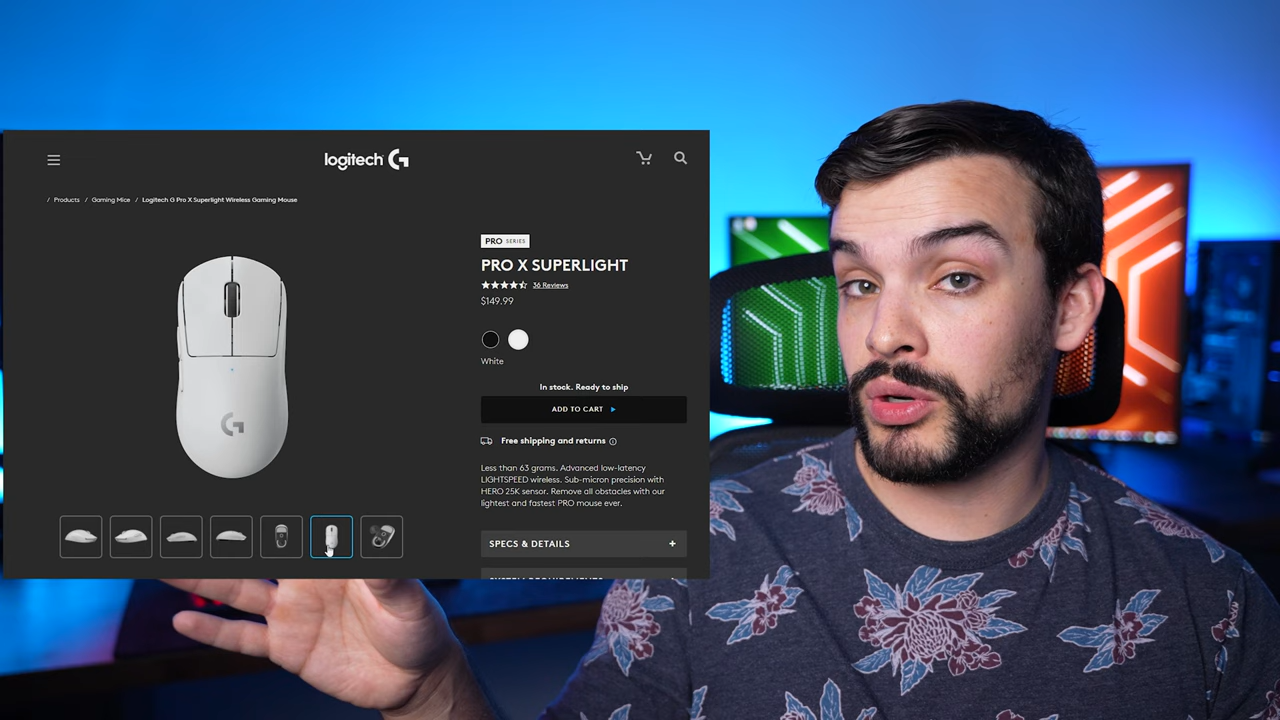 logitech G
/ Products / Gaming Mice / Logitech G Pro X Superlight Wireless Gaming Mouse
PRO SERIES
PRO X SUPERLIGHT
36 Reviews
$149.99
White
In stock. Ready to ship
ADD TO CART
Free shipping and returns
Less than 63 grams. Advanced low-latency
LIGHTSPEED wireless. Sub-micron precision with
HERO 25K sensor. Remove all obstacles with our
lightest and fastest PRO mouse ever.
SPECS & DETAILS +